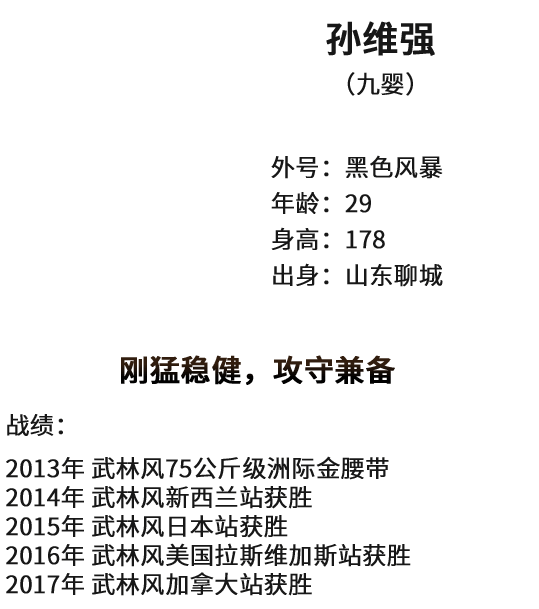 孙维强
（九婴）
外号：黑色风暴
年龄：29
身高：178
出身：山东聊城
刚猛稳健，攻守兼备
战绩：
2013年 武林风75公斤级洲际金腰带
2014年 武林风新西兰站获胜
2015年 武林风日本站获胜
2016年 武林风美国拉斯维加斯站获胜
2017年 武林风加拿大站获胜